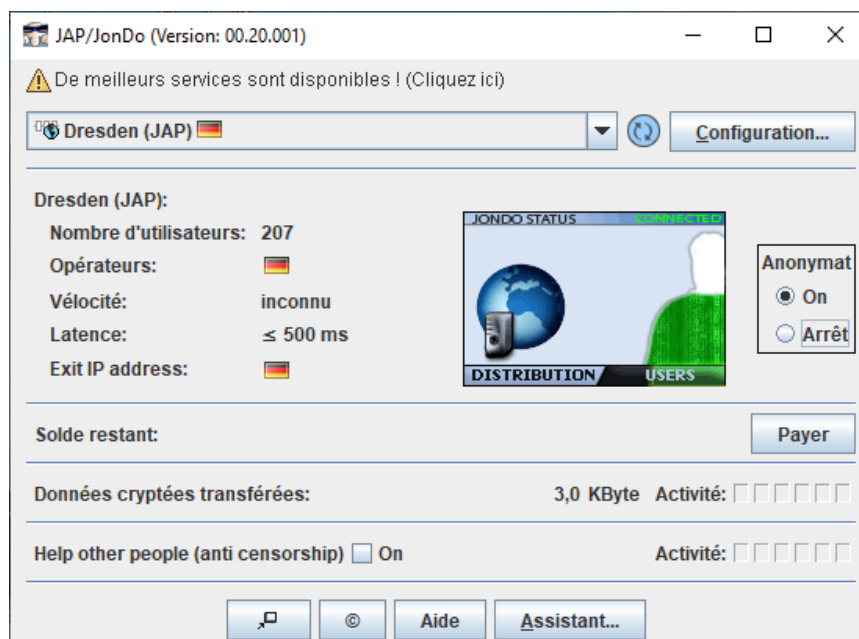 JAP/JonDo (Version: 00.20.001)
De meilleurs services sont disponibles ! (Cliquez ici)
Dresden (JAP)
Configuration...
Dresden (JAP):
Nombre d'utilisateurs: 207
Opérateurs:
Vélocité: inconnu
Latence: ≤ 500 ms
Exit IP address:
JONDO STATUS CONNECTED
DISTRIBUTION USERS
Anonymat
On
Arrêt
Solde restant:
Payer
Données cryptées transférées: 3,0 KByte Activité:
Help other people (anti censorship) On Activité:
© Aide Assistant...